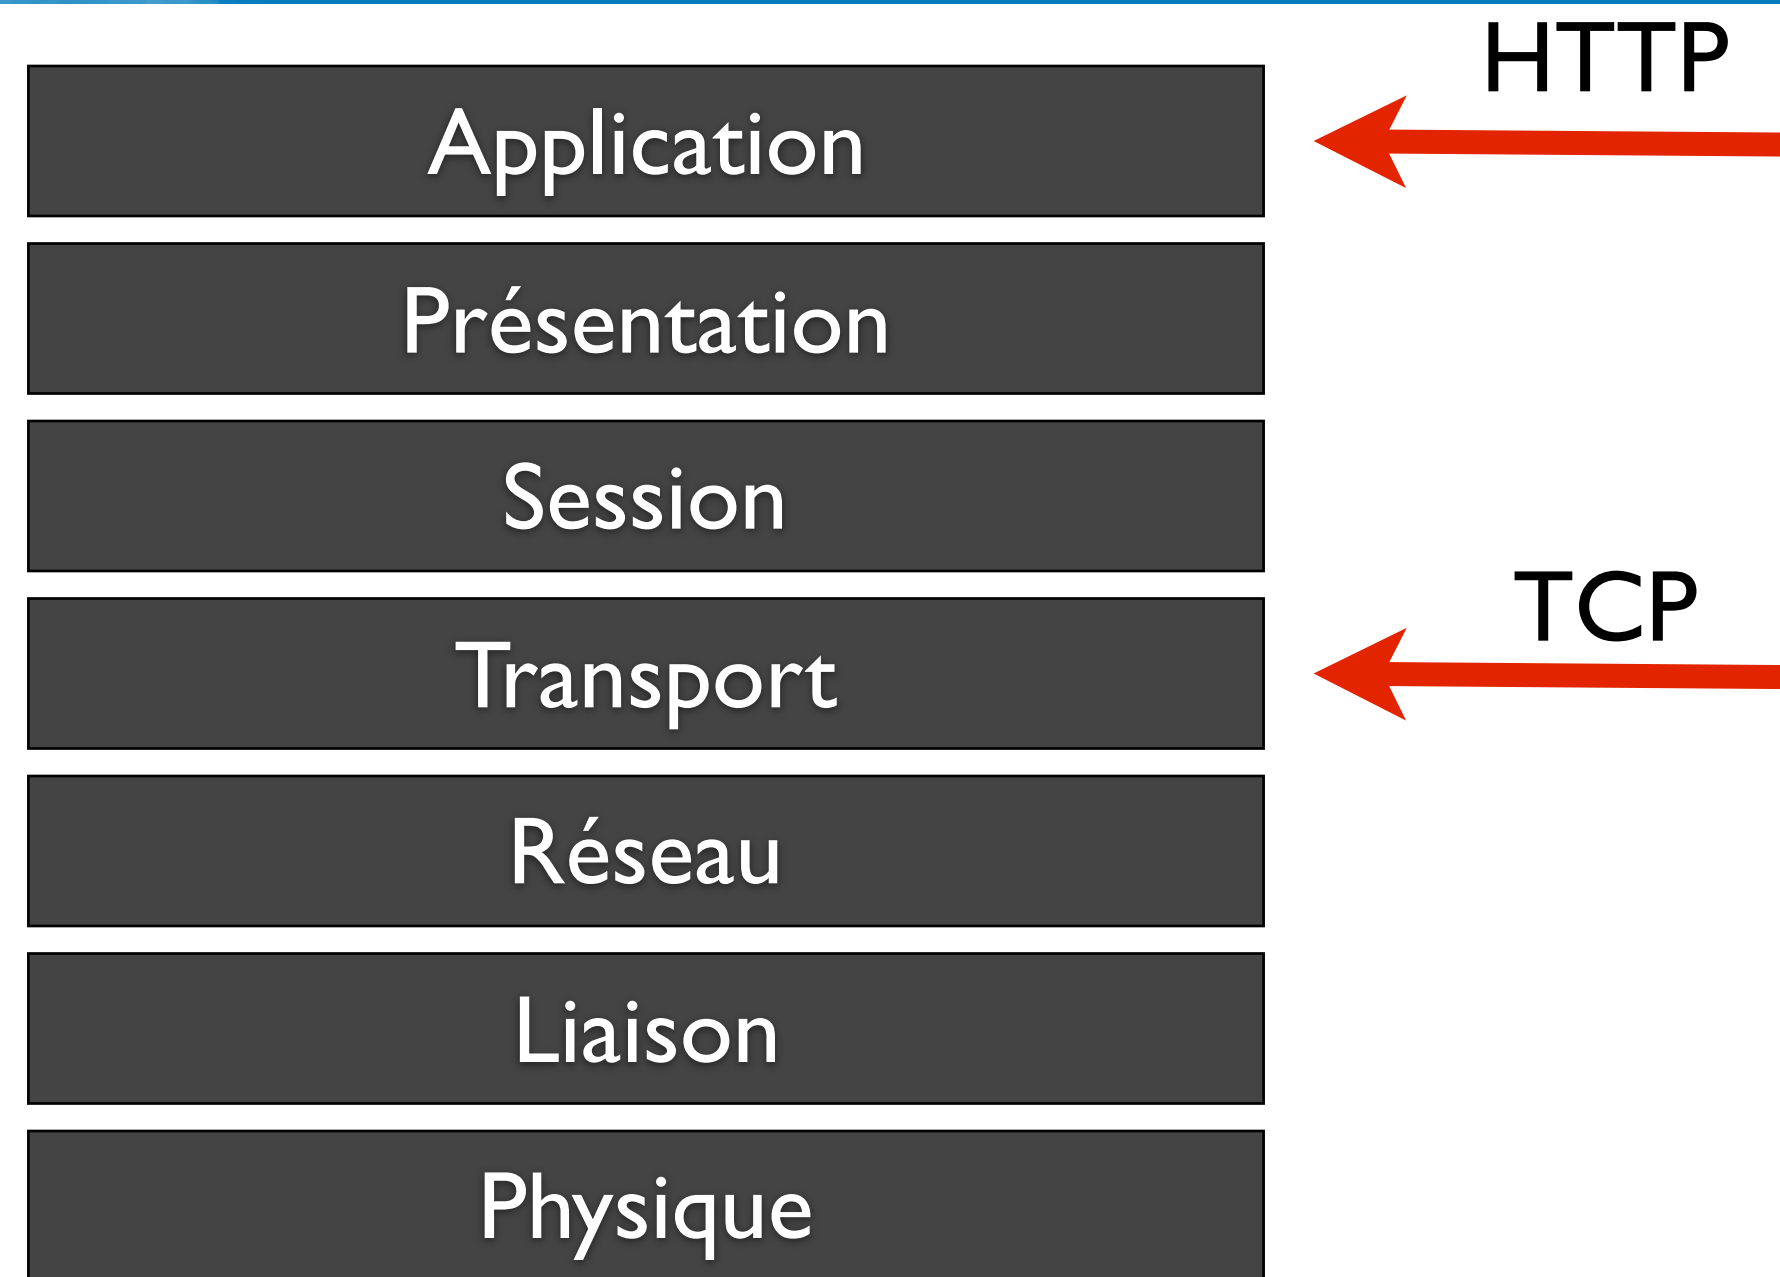 HTTP
Application
Présentation
Session
TCP
Transport
Réseau
Liaison
Physique